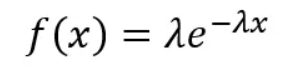 f(x) = λe^{-λx}